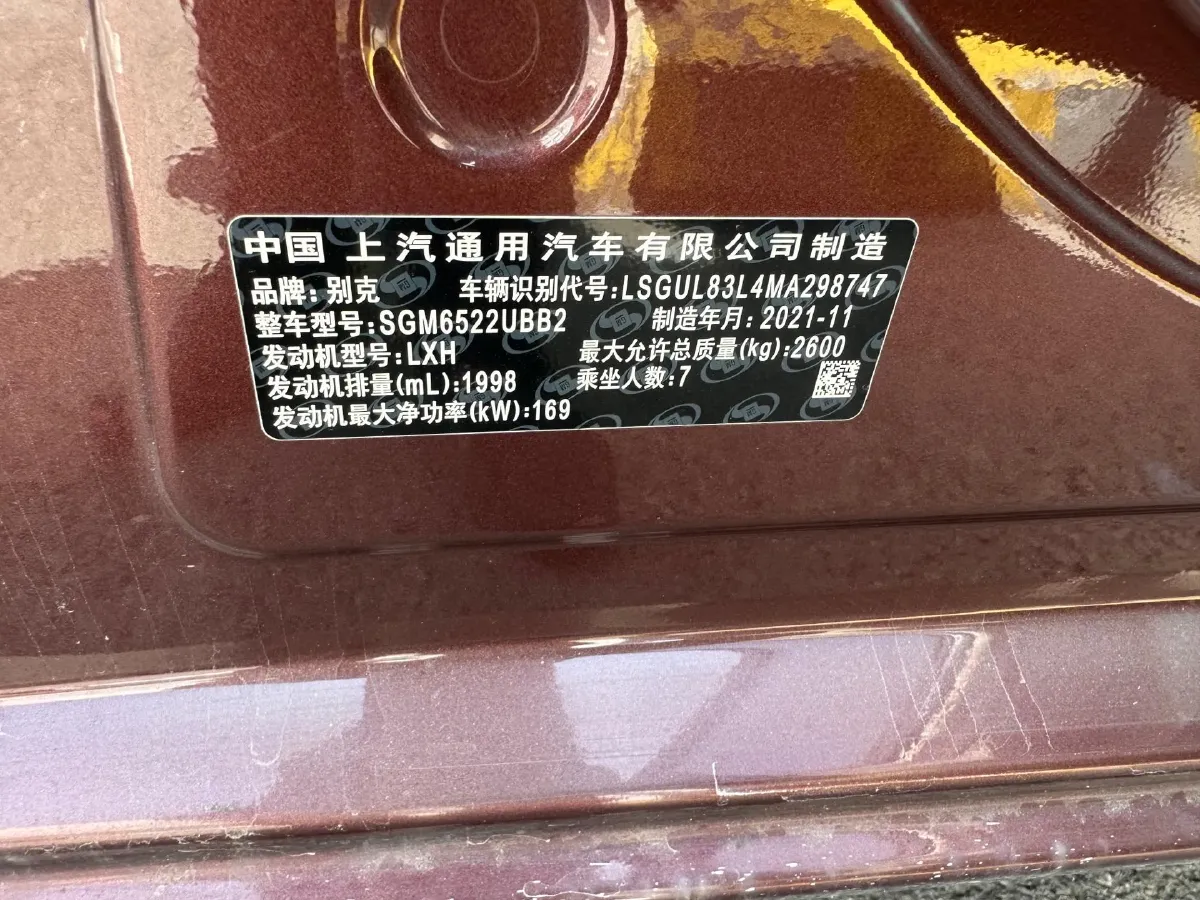 中国 上汽通用汽车有限公司制造
品牌: 别克 车辆识别代号:LSGUL83L4MA298747
整车型号:SGM6522UBB2 制造年月: 2021-11
发动机型号:LXH 最大允许总质量(kg):2600
发动机排量(mL):1998 乘坐人数:7
发动机最大净功率(kW):169